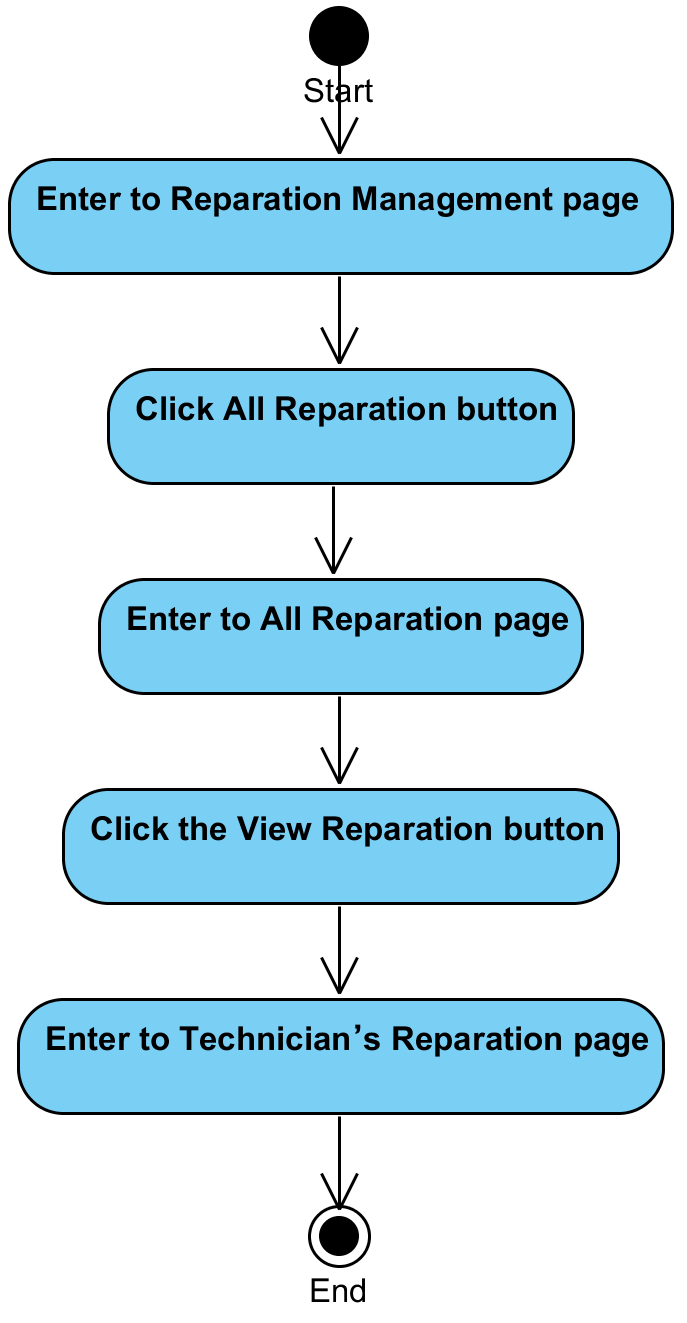 Start
Enter to Reparation Management page
Click All Reparation button
Enter to All Reparation page
Click the View Reparation button
Enter to Technician’s Reparation page
End